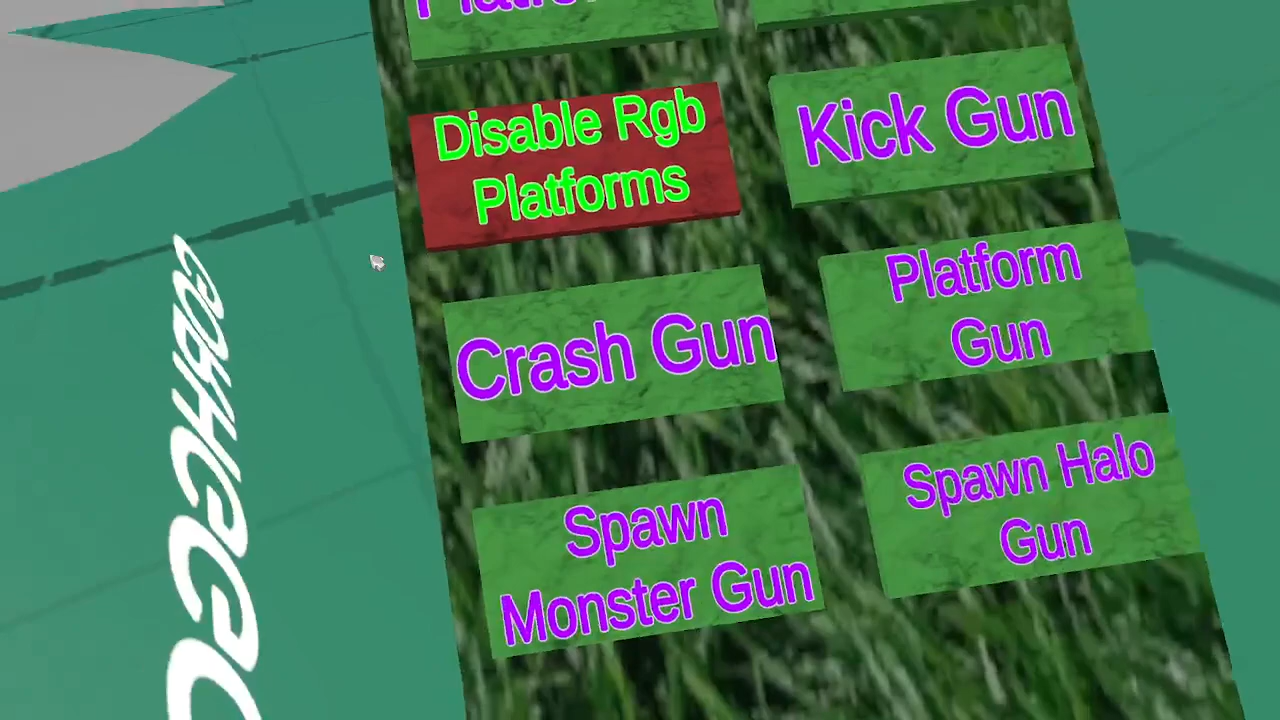 Disable Rgb
Platforms
Kick Gun
Crash Gun
Platform
Gun
Spawn
Monster Gun
Spawn Halo
Gun